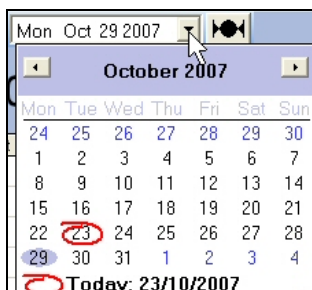 Mon Oct 29 2007
October 2007
Mon Tue Wed Thu Fri Sat Sun
24 25 26 27 28 29 30
1 2 3 4 5 6 7
8 9 10 11 12 13 14
15 16 17 18 19 20 21
22 23 24 25 26 27 28
29 30 31 1 2 3 4
Today: 23/10/2007